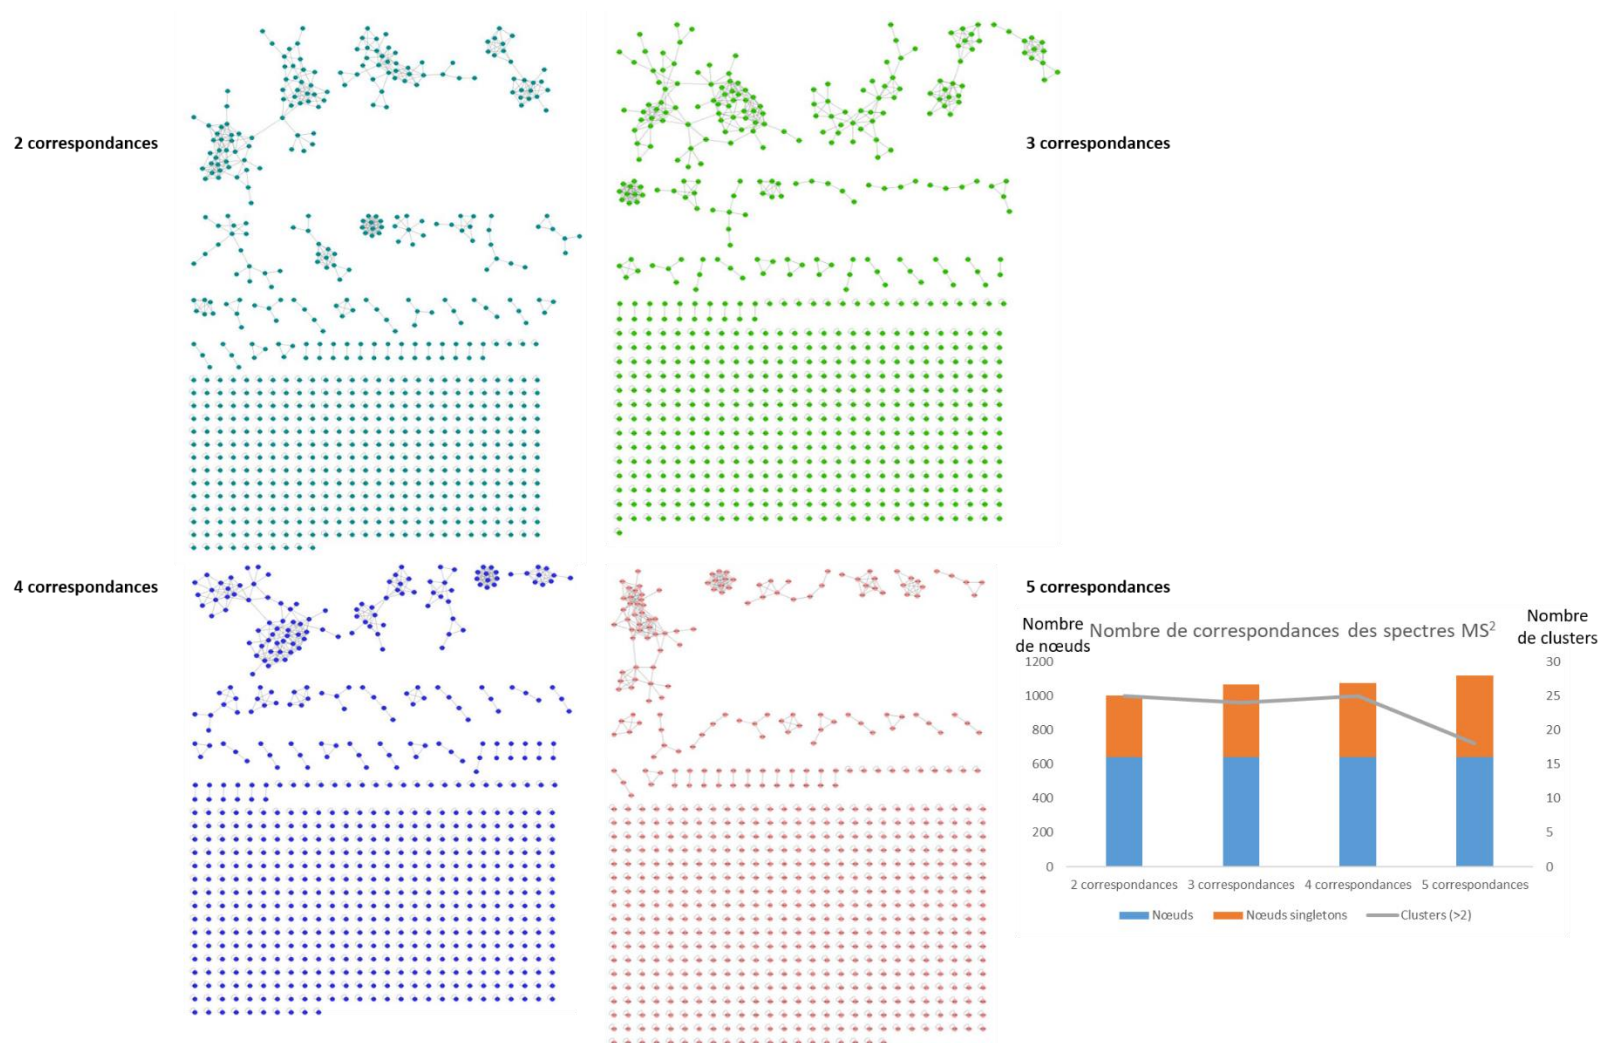 2 correspondances
3 correspondances
4 correspondances
5 correspondances
Nombre de correspondances des spectres MS²
Nombre
de nœuds
Nombre
de clusters
1200
1000
800
600
400
200
0
30
25
20
15
10
5
0
2 correspondances
3 correspondances
4 correspondances
5 correspondances
Nœuds
Nœuds singletons
Clusters (>2)